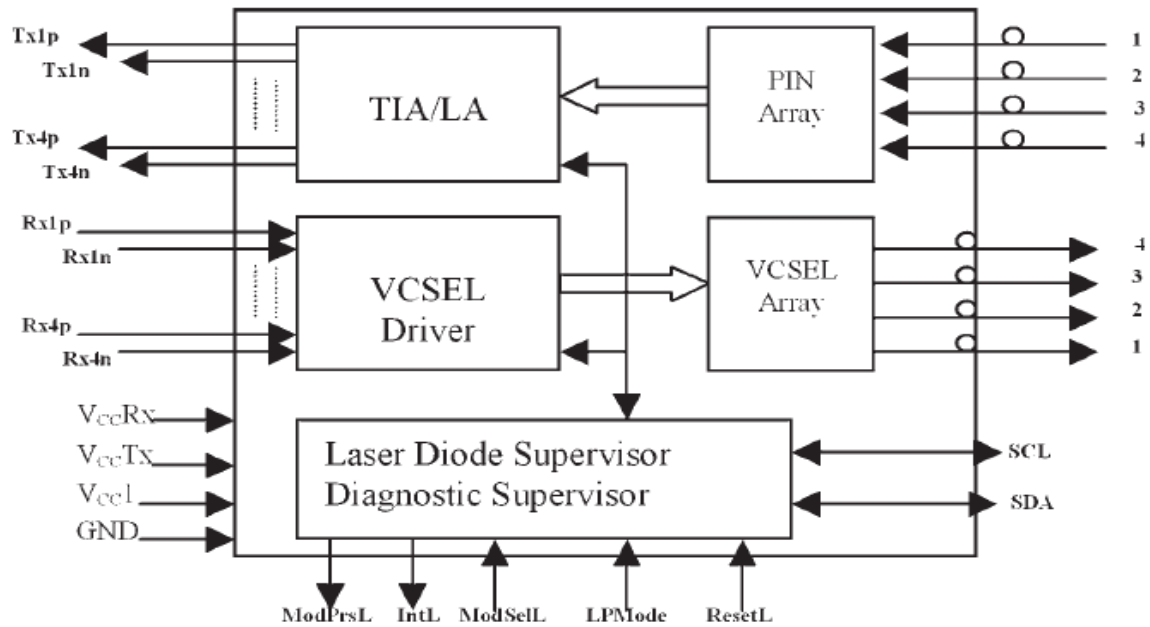 Tx1p
Tx1n
Tx4p
Tx4n
TIA/LA
PIN
Array
1
2
3
4
Rx1p
Rx1n
Rx4p
Rx4n
VCSEL
Driver
VCSEL
Array
4
3
2
1
VCCRx
VCCTx
VCC1
GND
Laser Diode Supervisor
Diagnostic Supervisor
SCL
SDA
ModPrsL
IntL
ModSelL
LPMode
ResetL